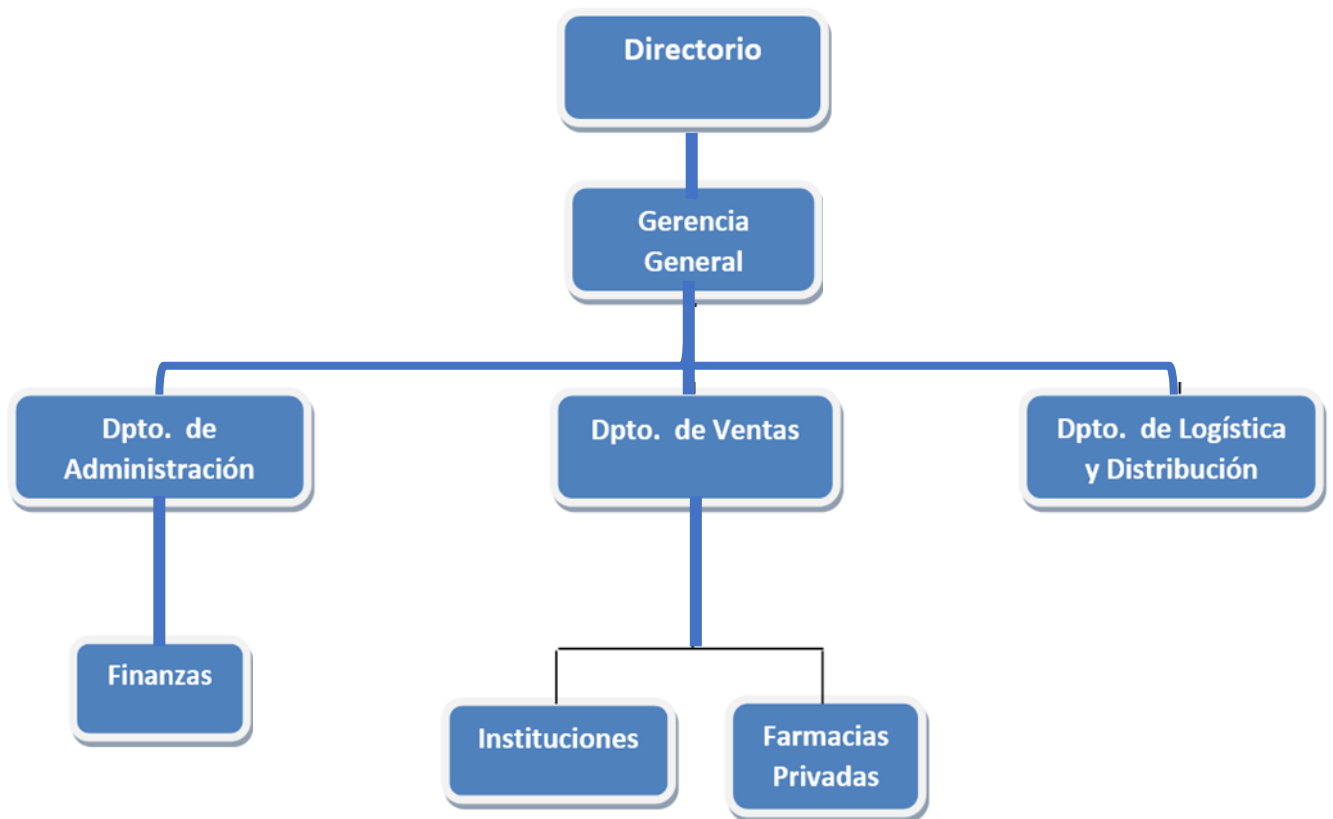 Directorio
Gerencia
General
Dpto. de
Administración
Dpto. de Ventas
Dpto. de Logística
y Distribución
Finanzas
Instituciones
Farmacias
Privadas